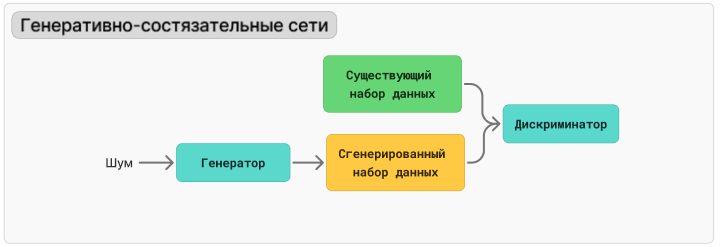 Генеративно-состязательные сети
Существующий
набор данных
Дискриминатор
Шум
Генератор
Сгенерированный
набор данных